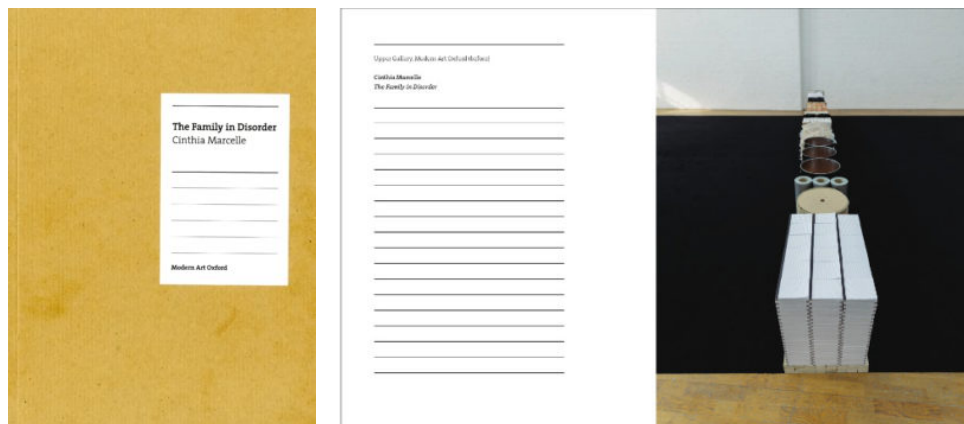 The Family in Disorder
Cinthia Marcelle
Modern Art Oxford
Upper Gallery, Modern Art Oxford (before)
Cinthia Marcelle
The Family in Disorder